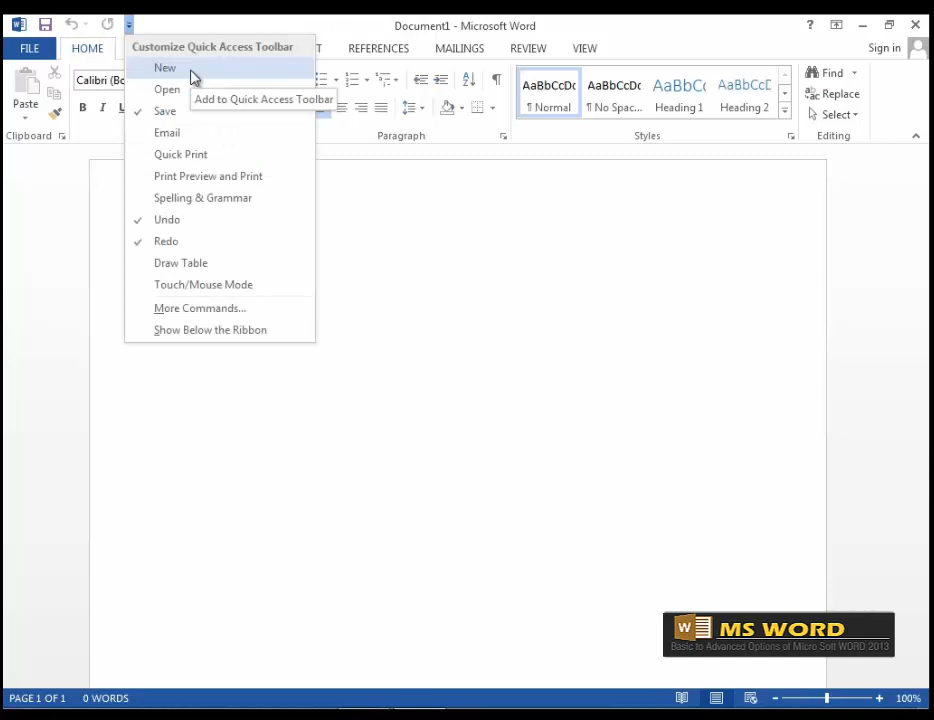 Document1 - Microsoft Word
?
FILE
HOME
REFERENCES
MAILINGS
REVIEW
VIEW
Sign in
Customize Quick Access Toolbar
New
Open
Add to Quick Access Toolbar
Save
Email
Quick Print
Print Preview and Print
Spelling & Grammar
Undo
Redo
Draw Table
Touch/Mouse Mode
More Commands...
Show Below the Ribbon
Paste
Calibri (Bo
B I U
Clipboard
Paragraph
AaBbCcDc AaBbCcDc AaBbCc AaBbCcC
¶ Normal ¶ No Spac... Heading 1 Heading 2
Styles
Find
Replace
Select
Editing
MS WORD
Basic to Advanced Options of Micro Soft WORD 2013
PAGE 1 OF 1 0 WORDS
100%